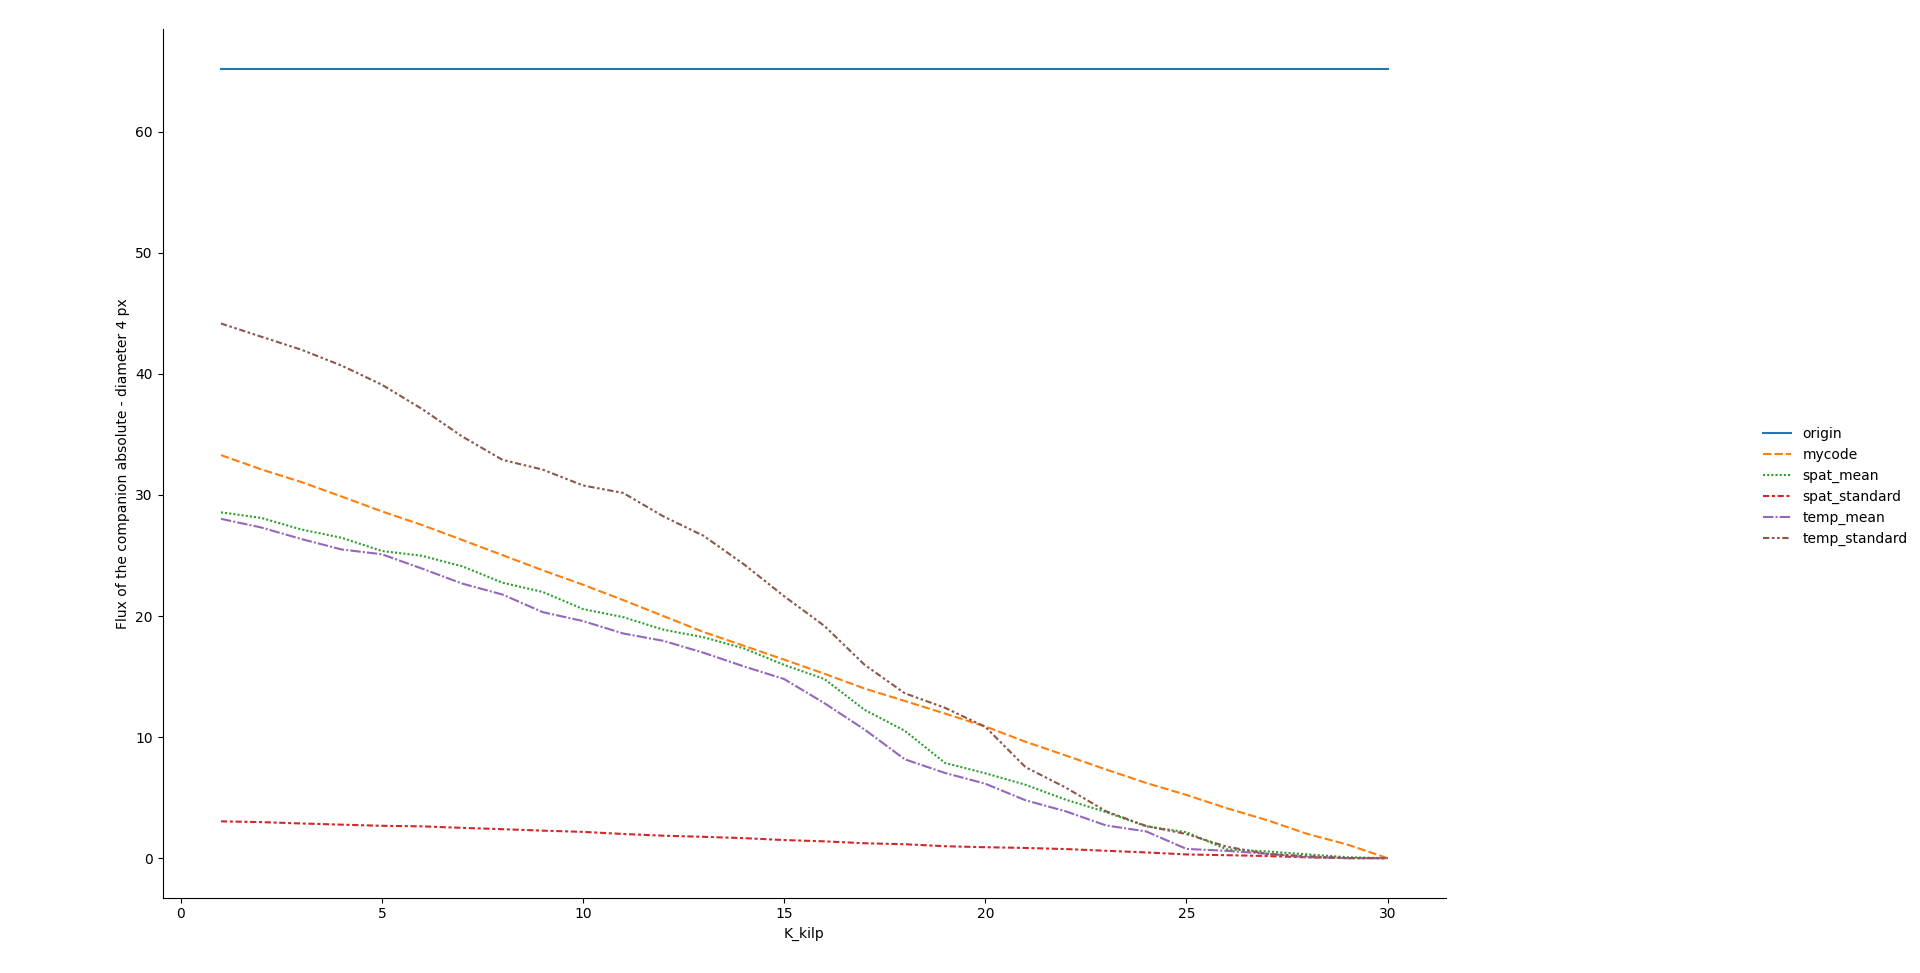 Flux of the companion absolute - diameter 4 px
60
50
40
30
20
10
0
0 5 10 15 20 25 30
K_kilp
origin
mycode
spat_mean
spat_standard
temp_mean
temp_standard